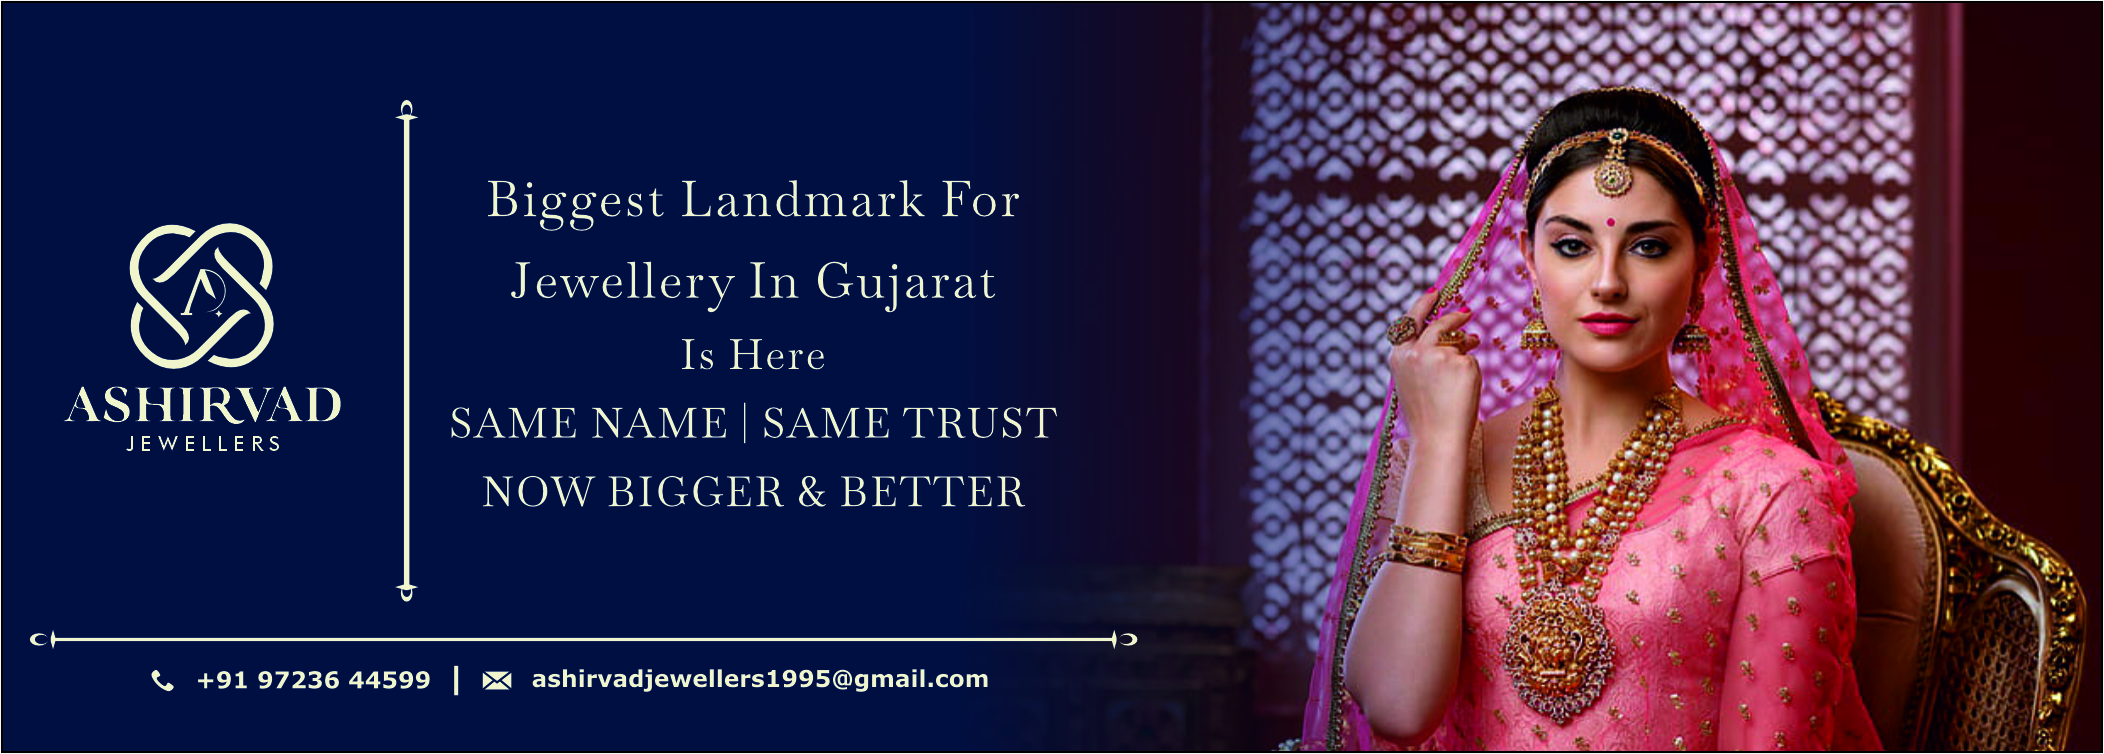 ASHIRVAD
JEWELLERS
Biggest Landmark For
Jewellery In Gujarat
Is Here
SAME NAME | SAME TRUST
NOW BIGGER & BETTER
+91 97236 44599 | ashirvadjewellers1995@gmail.com